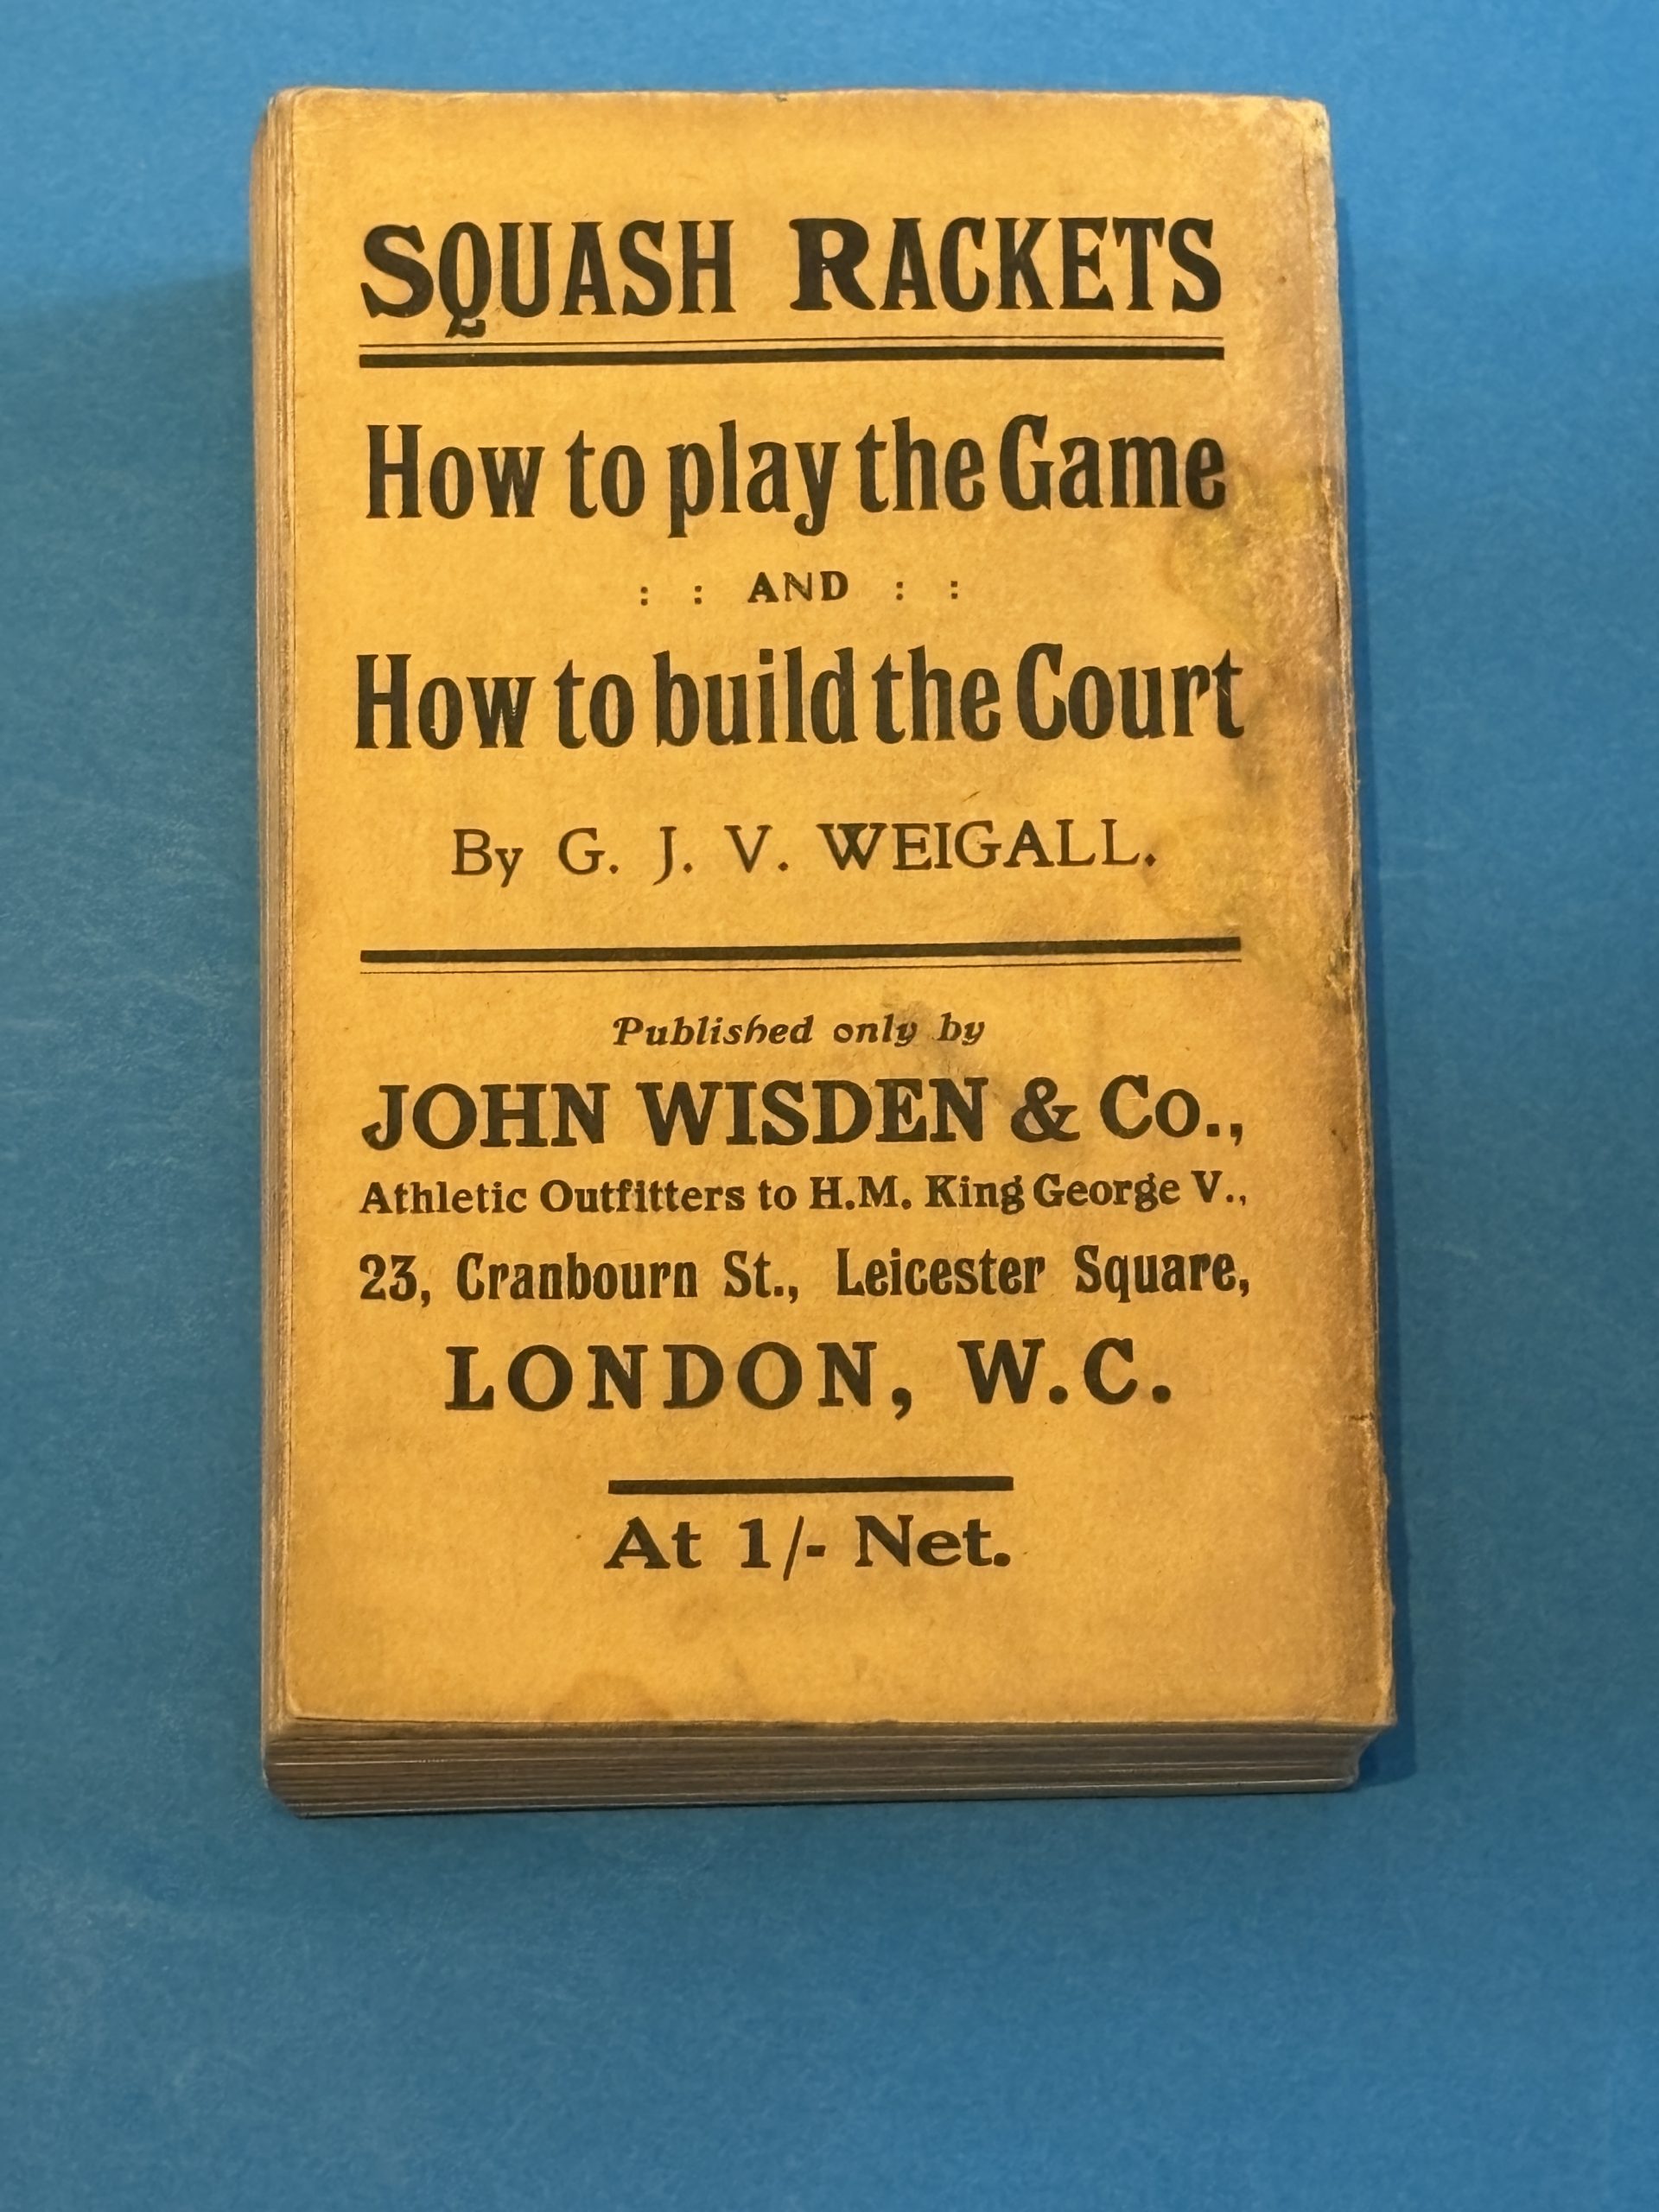 SQUASH RACKETS
How to play the Game
: : AND : :
How to build the Court
By G. J. V. WEIGALL.
Published only by
JOHN WISDEN & Co.,
Athletic Outfitters to H.M. King George V.,
23, Cranbourn St., Leicester Square,
LONDON, W.C.
At 1/- Net.